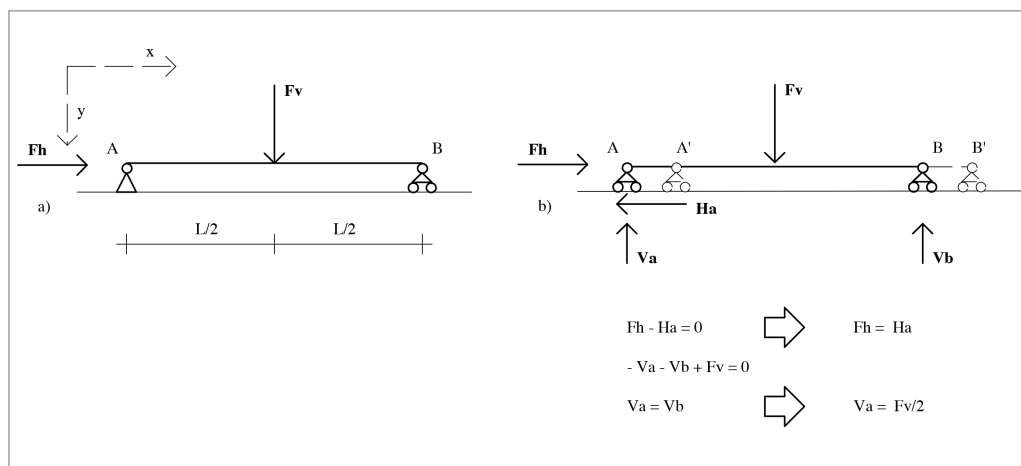 x
y
Fv
Fh
A
B
a)
L/2
L/2
Fv
Fh
A
A'
B
B'
b)
Ha
Va
Vb
Fh - Ha = 0
Fh = Ha
- Va - Vb + Fv = 0
Va = Vb
Va = Fv/2